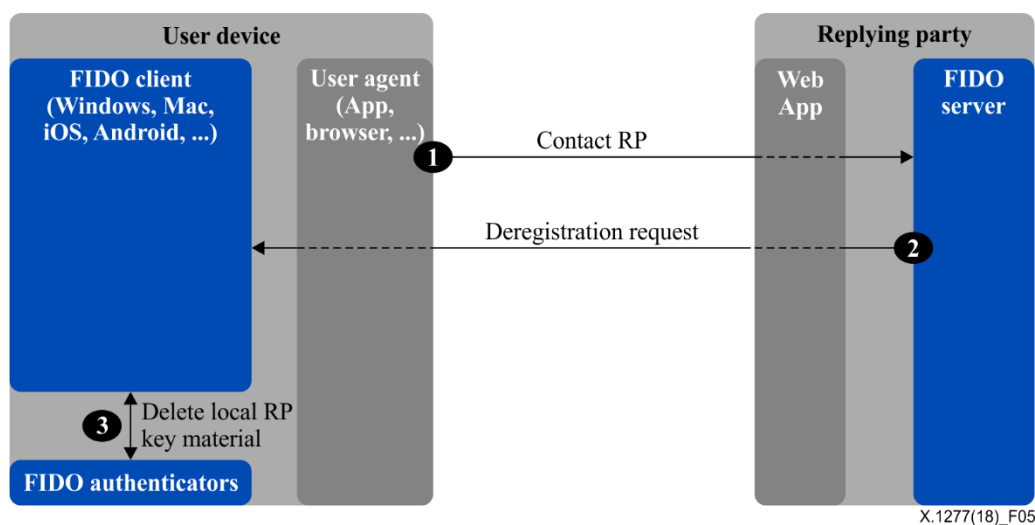 User device
Replying party
FIDO client
(Windows, Mac,
iOS, Android, ...)
User agent
(App,
browser, ...)
Web
App
FIDO
server
1
Contact RP
Deregistration request
2
3
Delete local RP
key material
FIDO authenticators
X.1277(18)_F05